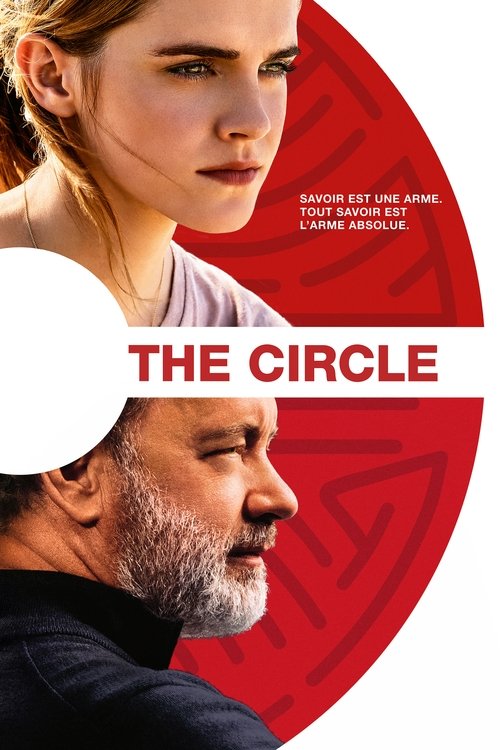 SAVOIR EST UNE ARME.
TOUT SAVOIR EST
L'ARME ABSOLUE.
THE CIRCLE